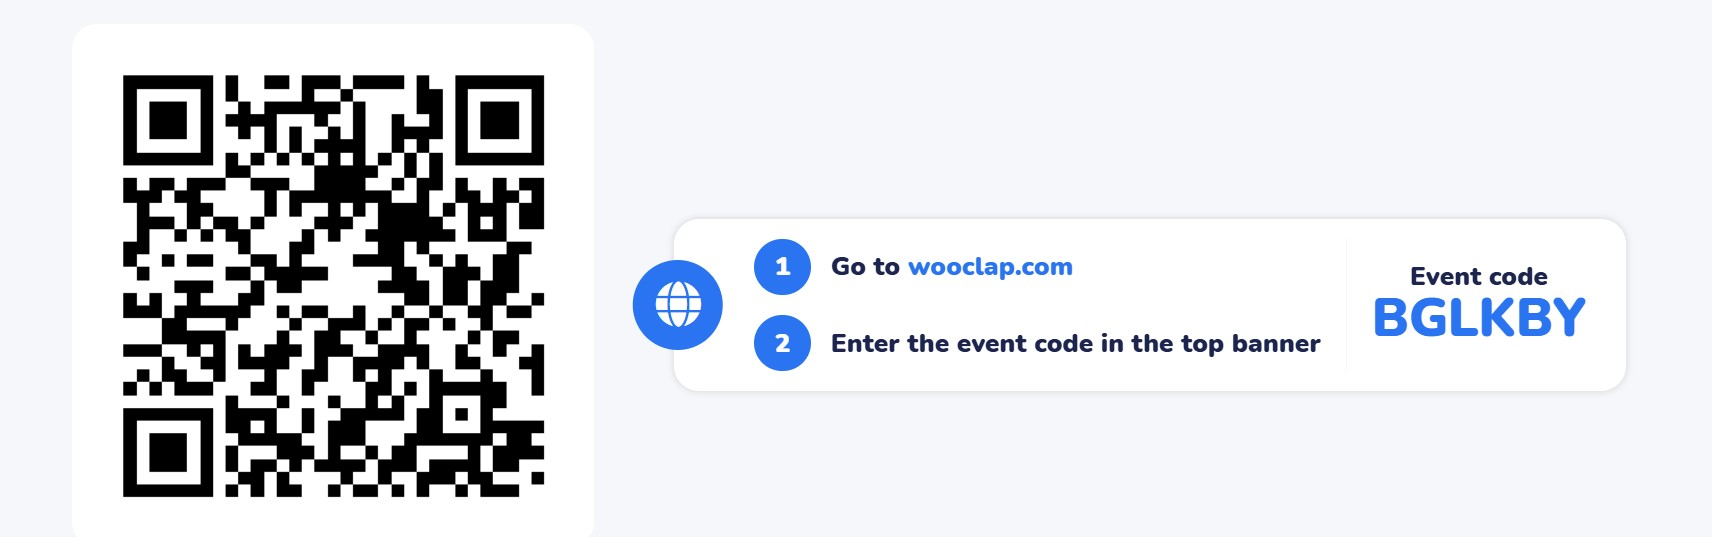 1 Go to wooclap.com
2 Enter the event code in the top banner
Event code
BGLKBY